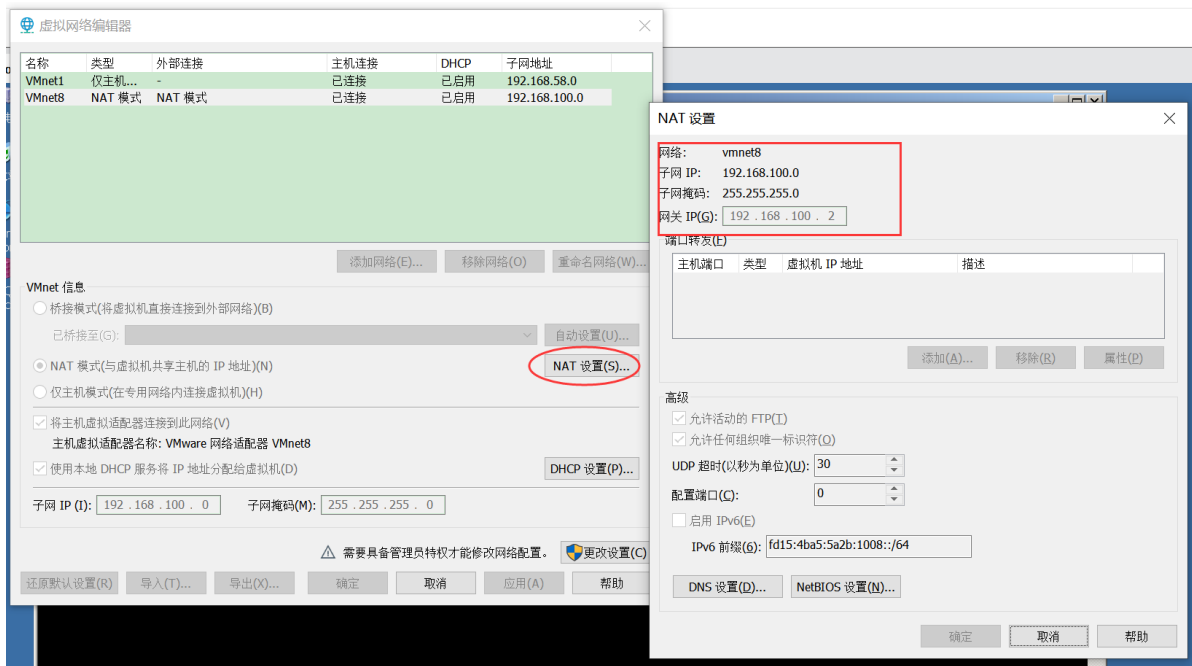 虚拟网络编辑器
名称 类型 外部连接 主机连接 DHCP 子网地址
VMnet1 仅主机... - 已连接 已启用 192.168.58.0
VMnet8 NAT 模式 NAT 模式 已连接 已启用 192.168.100.0
添加网络(E)... 移除网络(O) 重命名网络(W)...
VMnet 信息
桥接模式(将虚拟机直接连接到外部网络)(B)
已桥接至(G): 自动设置(U)...
NAT 模式(与虚拟机共享主机的 IP 地址)(N) NAT 设置(S)...
仅主机模式(在专用网络内连接虚拟机)(H)
将主机虚拟适配器连接到此网络(V)
主机虚拟适配器名称: VMware 网络适配器 VMnet8
使用本地 DHCP 服务将 IP 地址分配给虚拟机(D) DHCP 设置(P)...
子网 IP (I): 192 . 168 . 100 . 0 子网掩码(M): 255 . 255 . 255 . 0
需要具备管理员特权才能修改网络配置。 更改设置(C)
还原默认设置(R) 导入(T)... 导出(X)... 确定 取消 应用(A) 帮助
NAT 设置
网络: vmnet8
子网 IP: 192.168.100.0
子网掩码: 255.255.255.0
网关 IP(G): 192 . 168 . 100 . 2
端口转发(F)
主机端口 类型 虚拟机 IP 地址 描述
添加(A)... 移除(R) 属性(P)
高级
允许活动的 FTP(T)
允许任何组织唯一标识符(O)
UDP 超时(以秒为单位)(U): 30
配置端口(C): 0
启用 IPv6(E)
IPv6 前缀(6): fd15:4ba5:5a2b:1008::/64
DNS 设置(D)... NetBIOS 设置(N)...
确定 取消 帮助